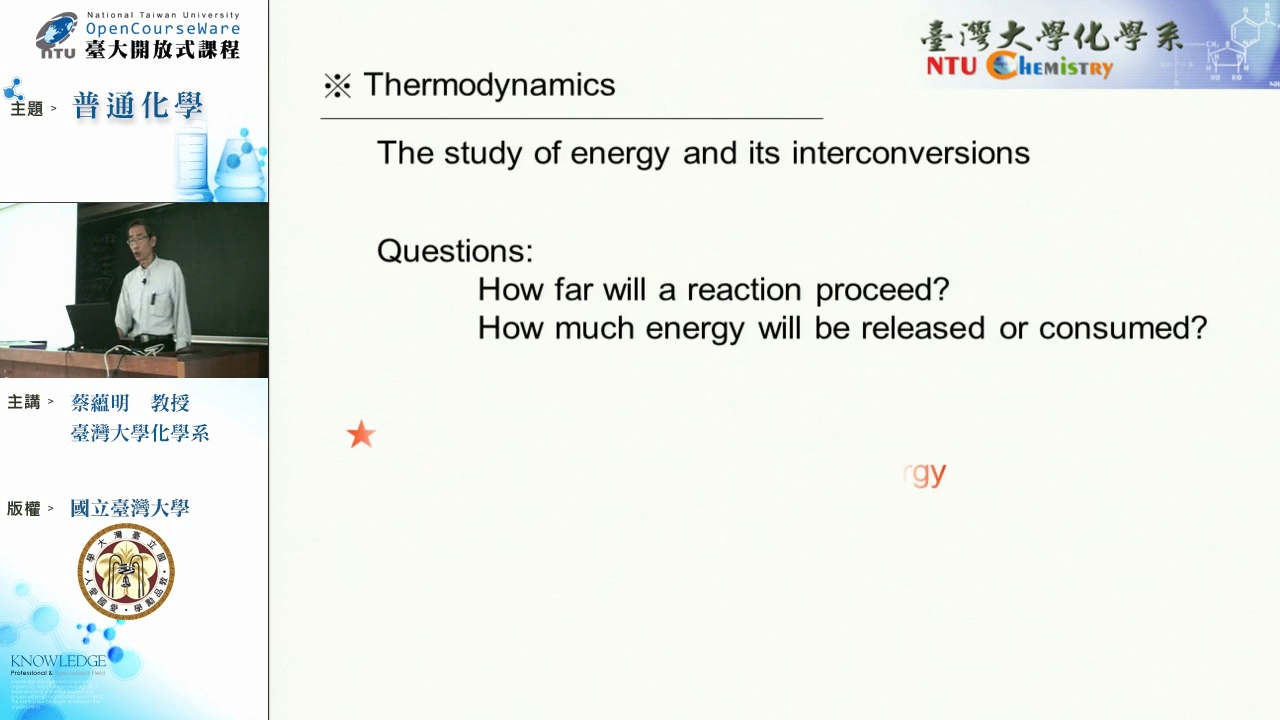 National Taiwan University
OpenCourseWare
NTU 臺大開放式課程
主題 > 普通化學
主講 > 蔡蘊明 教授
臺灣大學化學系
版權 > 國立臺灣大學
KNOWLEDGE
Professional &
臺灣大學化學系
NTU Chemistry
※ Thermodynamics
The study of energy and its interconversions
Questions:
How far will a reaction proceed?
How much energy will be released or consumed?
★
rgy